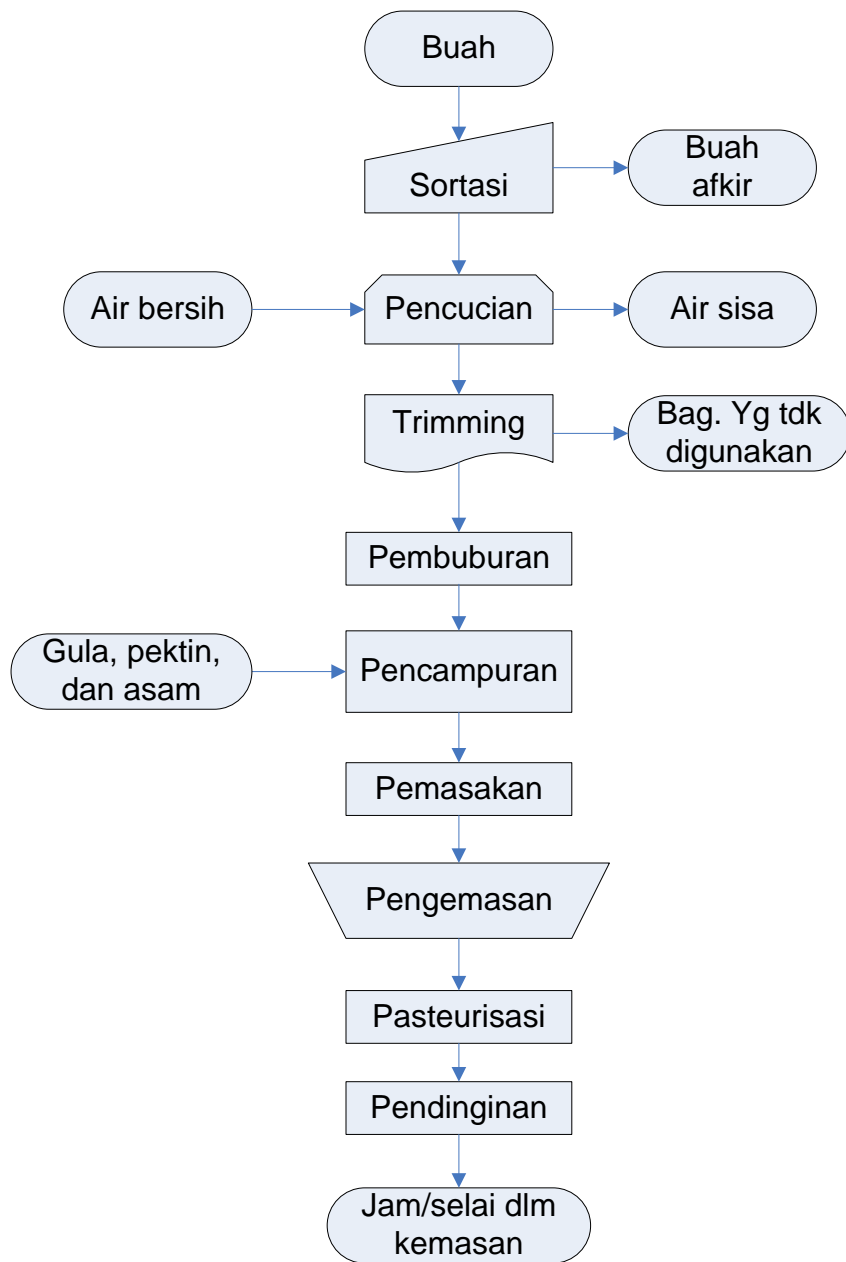 Buah
Sortasi
Buah
afkir
Air bersih
Pencucian
Air sisa
Trimming
Bag. Yg tdk
digunakan
Pembuburan
Gula, pektin,
dan asam
Pencampuran
Pemasakan
Pengemasan
Pasteurisasi
Pendinginan
Jam/selai dlm
kemasan